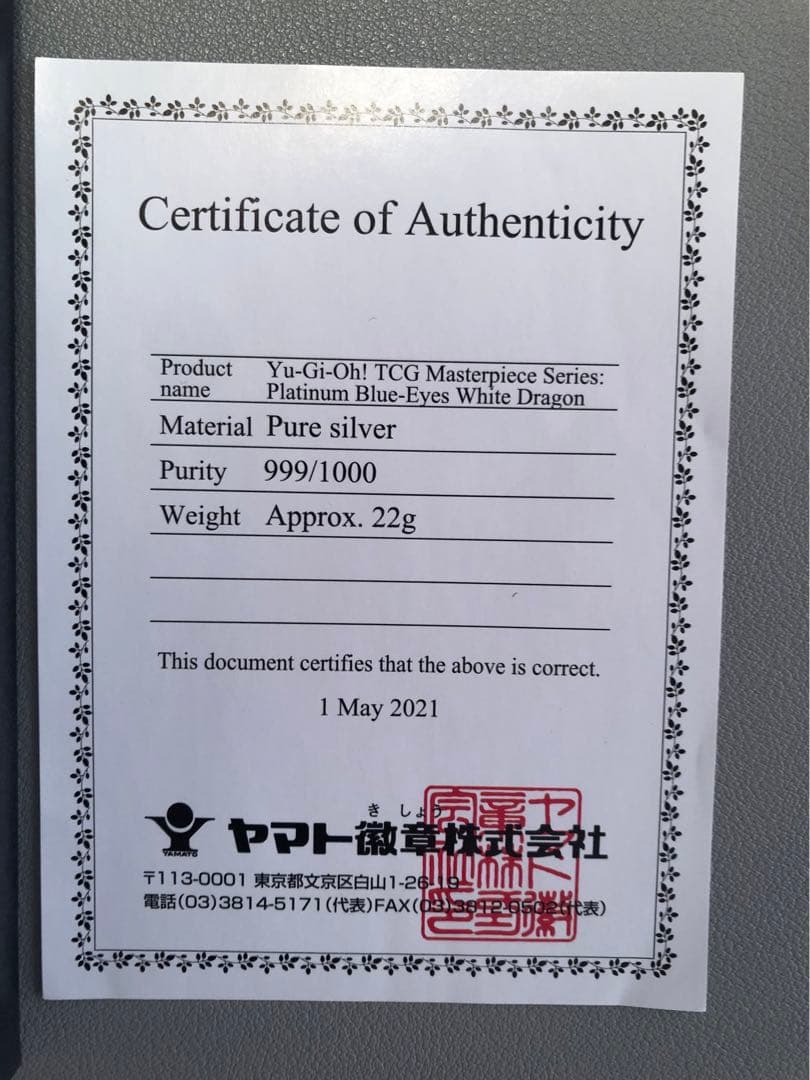 Certificate of Authenticity
Product name Yu-Gi-Oh! TCG Masterpiece Series: Platinum Blue-Eyes White Dragon
Material Pure silver
Purity 999/1000
Weight Approx. 22g
This document certifies that the above is correct.
1 May 2021
き しょう
YAMATO ヤマト徽章株式会社
〒113-0001 東京都文京区白山1-26-19
電話(03)3814-5171(代表)FAX(03)3812-0502(代表)